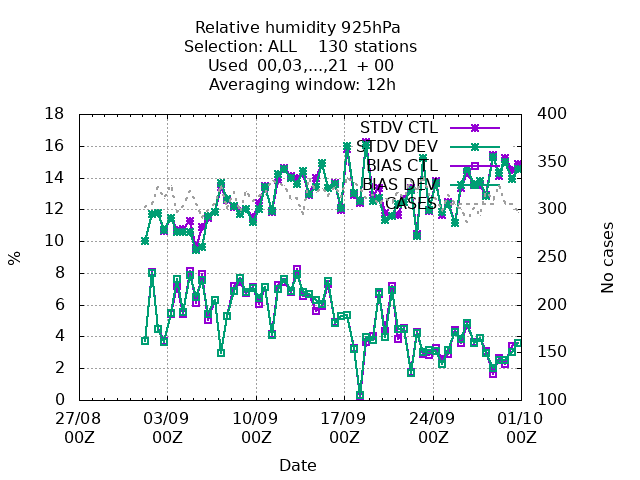 Relative humidity 925hPa
Selection: ALL    130 stations
Used  00,03,...,21  + 00
Averaging window: 12h
18 400
STDV CTL
16 STDV DEV 350
BIAS CTL
14 BIAS DEV
12 CASES 300
10 250
8
6 200
4 150
2
0 100
% No cases
27/08 03/09 10/09 17/09 24/09 01/10
00Z 00Z 00Z 00Z 00Z 00Z
Date